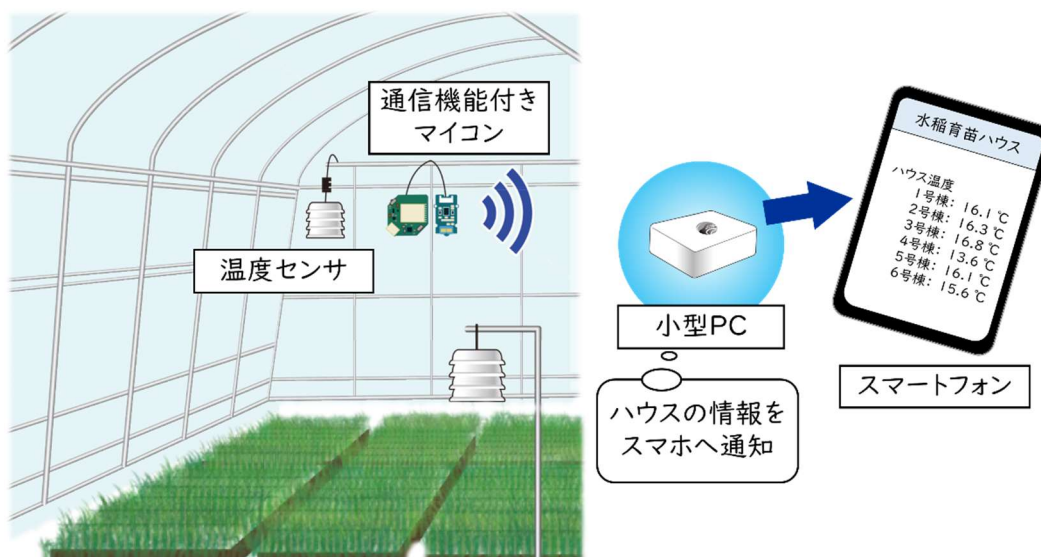 通信機能付き
マイコン
温度センサ
小型PC
ハウスの情報を
スマホへ通知
水稲育苗ハウス
ハウス温度
1号棟: 16.1 ℃
2号棟: 16.3 ℃
3号棟: 16.8 ℃
4号棟: 13.6 ℃
5号棟: 16.1 ℃
6号棟: 15.6 ℃
スマートフォン